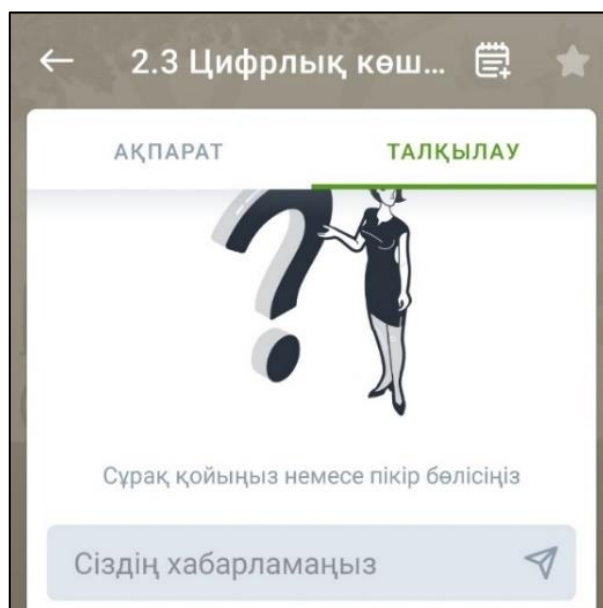 2.3 Цифрлық көш...
АҚПАРАТ ТАЛҚЫЛАУ
Сұрақ қойыңыз немесе пікір бөлісіңіз
Сіздің хабарламаңыз